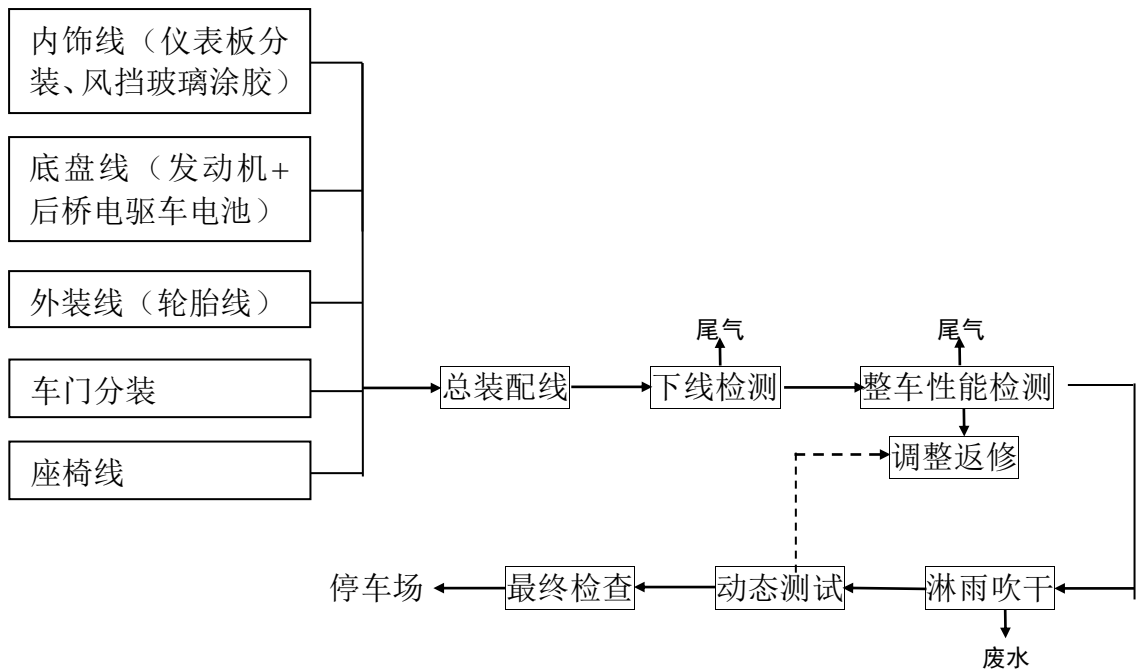 内饰线（仪表板分
装、风挡玻璃涂胶）
底盘线（发动机+
后桥电驱车电池）
外装线（轮胎线）
车门分装
座椅线
尾气
尾气
总装配线
下线检测
整车性能检测
调整返修
停车场
最终检查
动态测试
淋雨吹干
废水